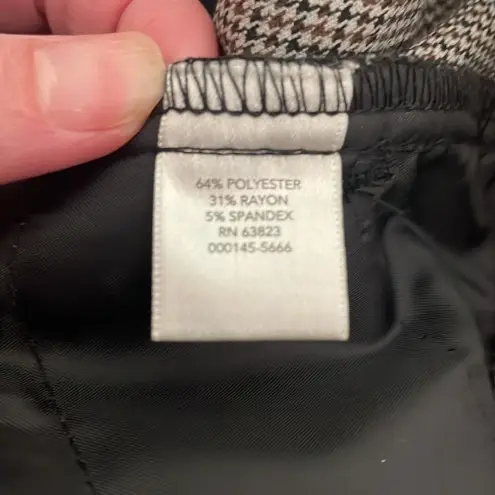 64% POLYESTER
31% RAYON
5% SPANDEX
RN 63823
000145-5666